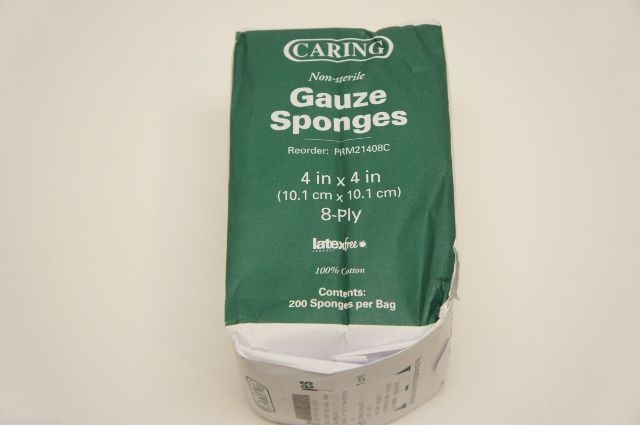 CARING
Non-sterile
Gauze
Sponges
Reorder: PRM21408C
4 in x 4 in
(10.1 cm x 10.1 cm)
8-Ply
latexfree
100% Cotton
Contents:
200 Sponges per Bag
CARING